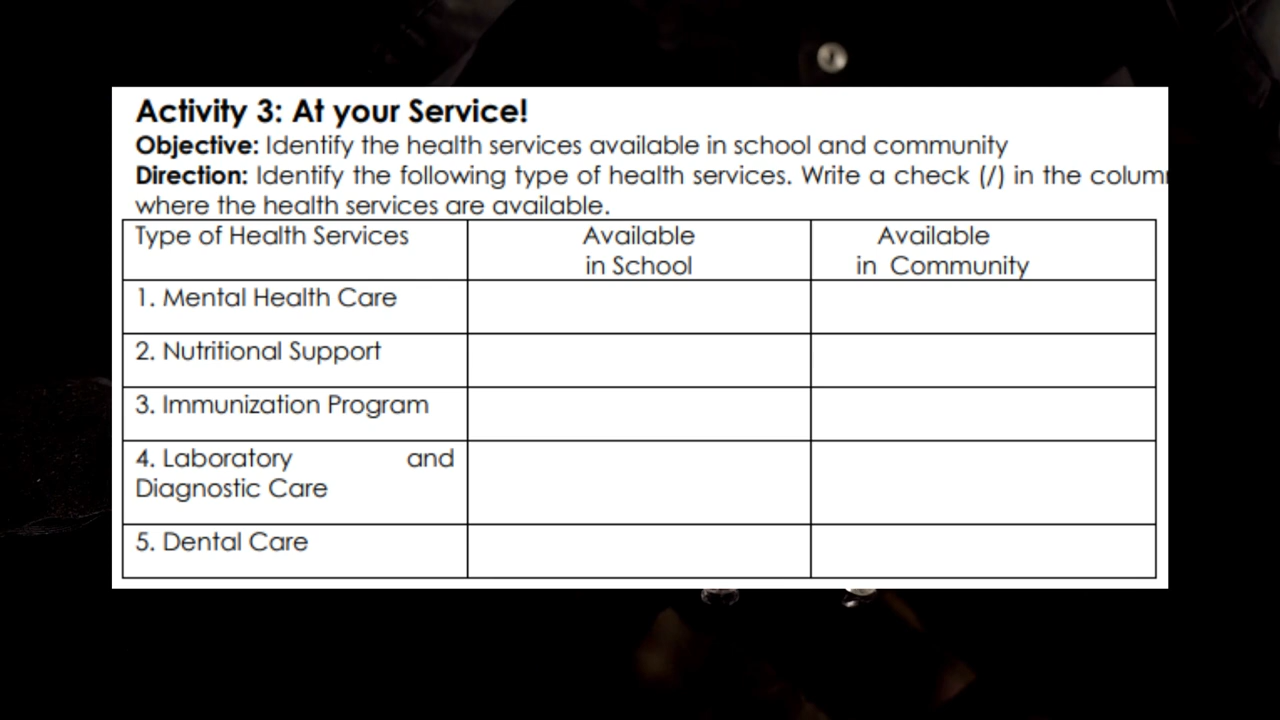 Activity 3: At your Service!
Objective: Identify the health services available in school and community
Direction: Identify the following type of health services. Write a check (/) in the colum
where the health services are available.
Type of Health Services Available Available
in School in Community
1. Mental Health Care
2. Nutritional Support
3. Immunization Program
4. Laboratory and
Diagnostic Care
5. Dental Care